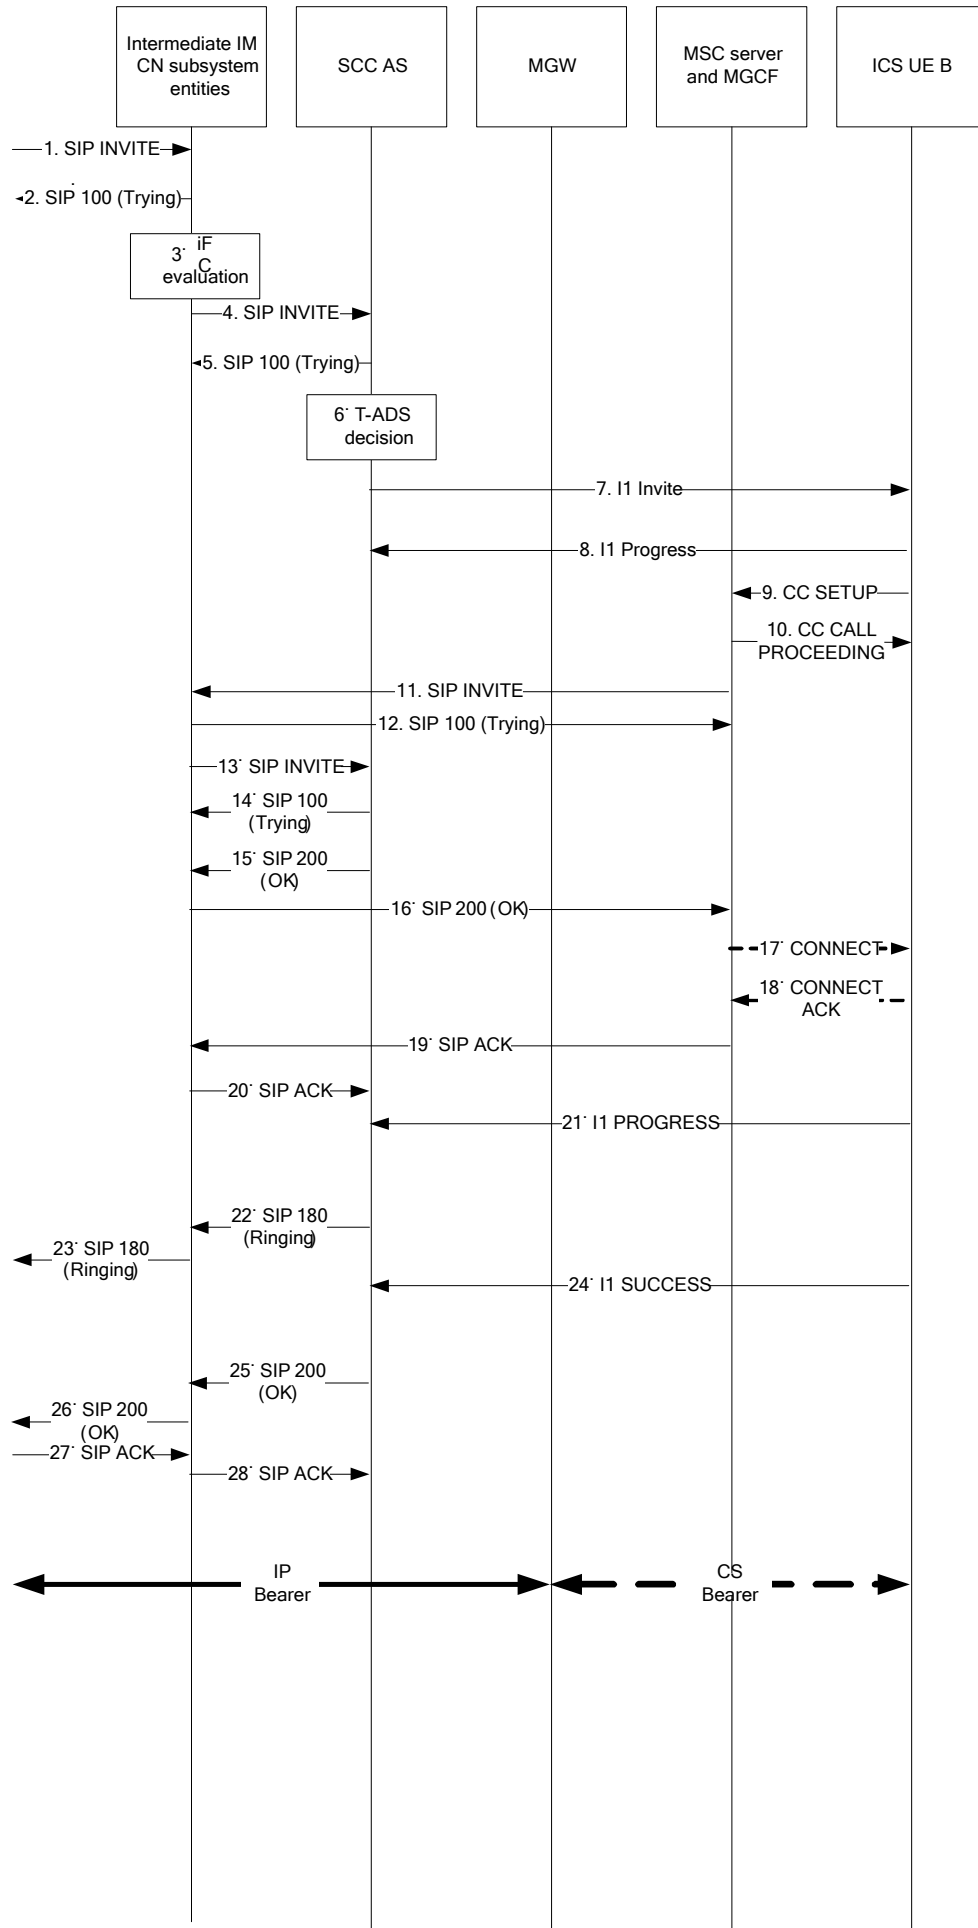 Intermediate IM
CN subsystem
entities
SCC AS
MGW
MSC server
and MGCF
ICS UE B
1. SIP INVITE
2. SIP 100 (Trying)
3. iF
C
evaluation
4. SIP INVITE
5. SIP 100 (Trying)
6. T-ADS
decision
7. I1 Invite
8. I1 Progress
9. CC SETUP
10. CC CALL
PROCEEDING
11. SIP INVITE
12. SIP 100 (Trying)
13. SIP INVITE
14. SIP 100
(Trying)
15. SIP 200
(OK)
16. SIP 200 (OK)
17. CONNECT
18. CONNECT
ACK
19. SIP ACK
20. SIP ACK
21. I1 PROGRESS
22. SIP 180
(Ringing)
23. SIP 180
(Ringing)
24. I1 SUCCESS
25. SIP 200
(OK)
26. SIP 200
(OK)
27. SIP ACK
28. SIP ACK
IP
Bearer
CS
Bearer